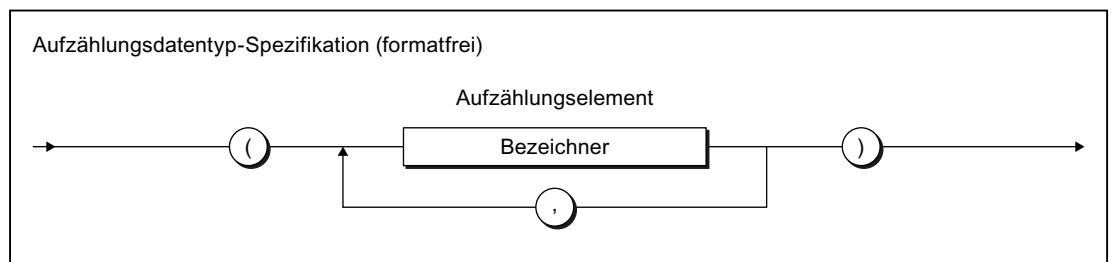 Aufzählungsdatentyp-Spezifikation (formatfrei)
Aufzählungselement
( Bezeichner )
,